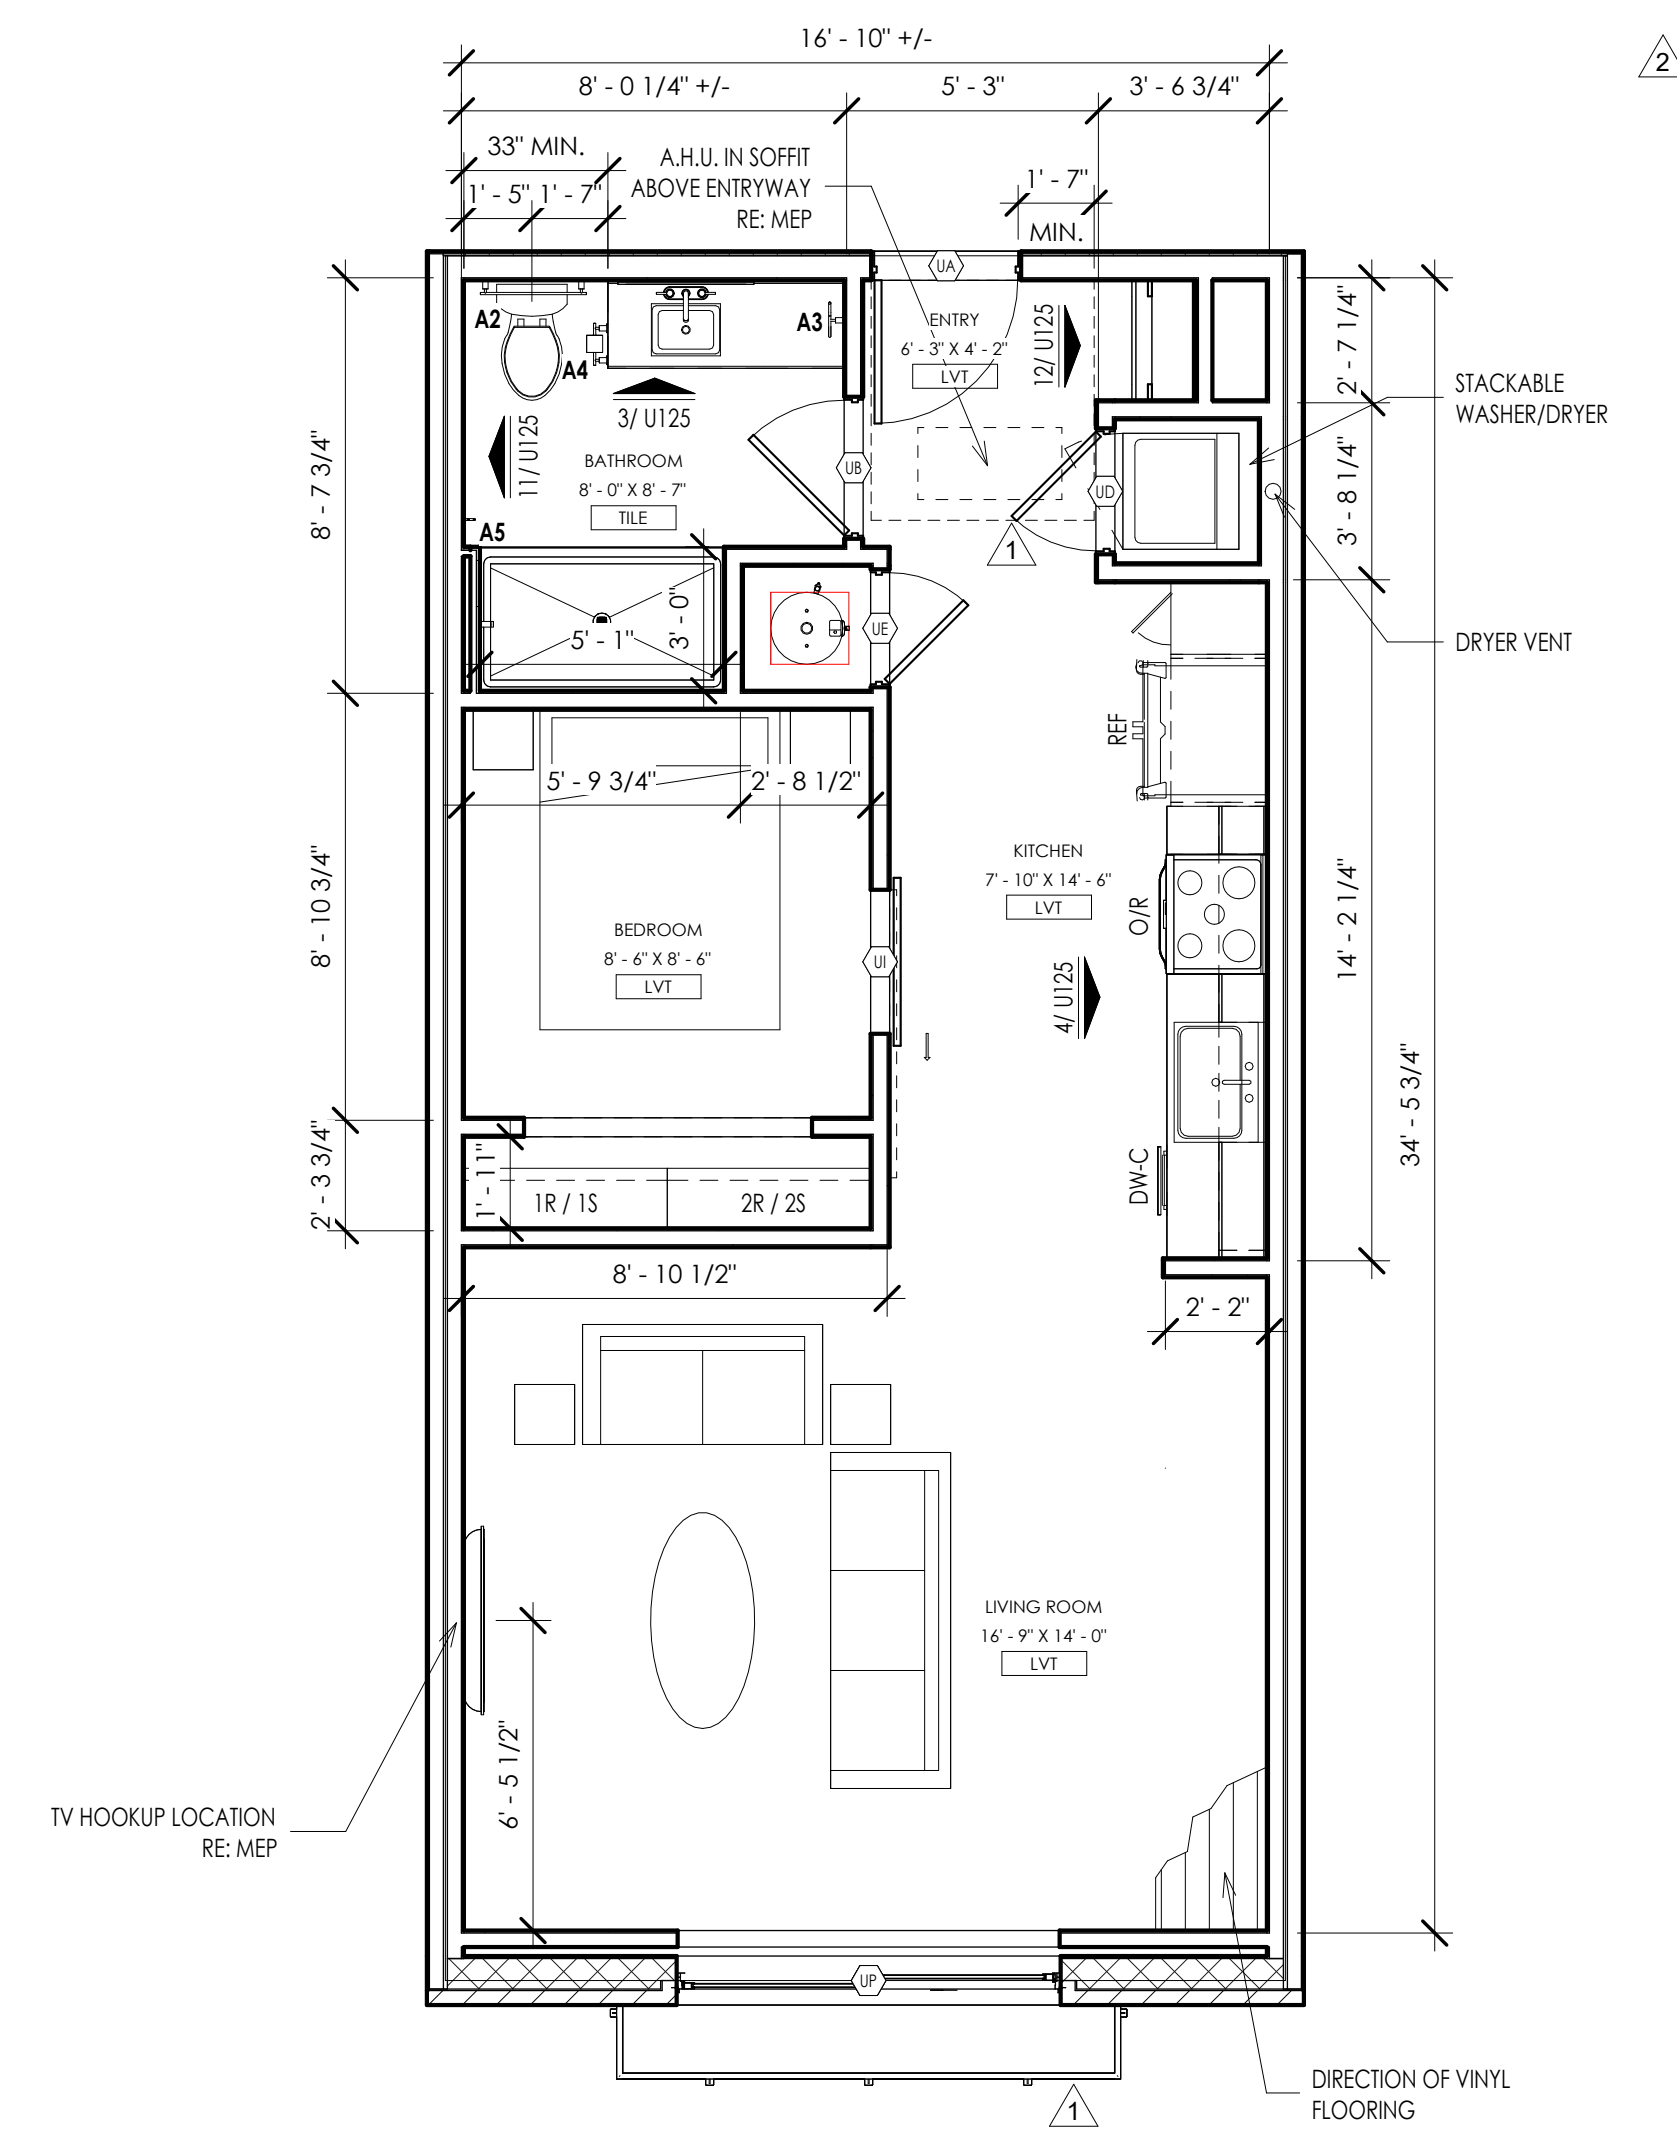 16' - 10" +/-
2
8' - 0 1/4" +/-
5' - 3"
3' - 6 3/4"
33" MIN.
A.H.U. IN SOFFIT
ABOVE ENTRYWAY
RE: MEP
1' - 7"
MIN.
1' - 5"
1' - 7"
UA
A2
A3
A4
ENTRY
6' - 3" X 4' - 2"
LVT
12/ U125
2' - 7 1/4"
STACKABLE
WASHER/DRYER
3/ U125
11/ U125
BATHROOM
8' - 0" X 8' - 7"
TILE
UB
UD
8' - 7 3/4"
3' - 8 1/4"
A5
1
5' - 1"
3' - 0"
UE
DRYER VENT
REF
5' - 9 3/4"
2' - 8 1/2"
KITCHEN
7' - 10" X 14' - 6"
LVT
O/R
8' - 10 3/4"
14' - 2 1/4"
BEDROOM
8' - 6" X 8' - 6"
LVT
UI
4/ U125
34' - 5 3/4"
DW-C
2' - 3 3/4"
1' - 11"
1R / 1S
2R / 2S
8' - 10 1/2"
2' - 2"
LIVING ROOM
16' - 9" X 14' - 0"
LVT
6' - 5 1/2"
TV HOOKUP LOCATION
RE: MEP
UP
DIRECTION OF VINYL
FLOORING
1